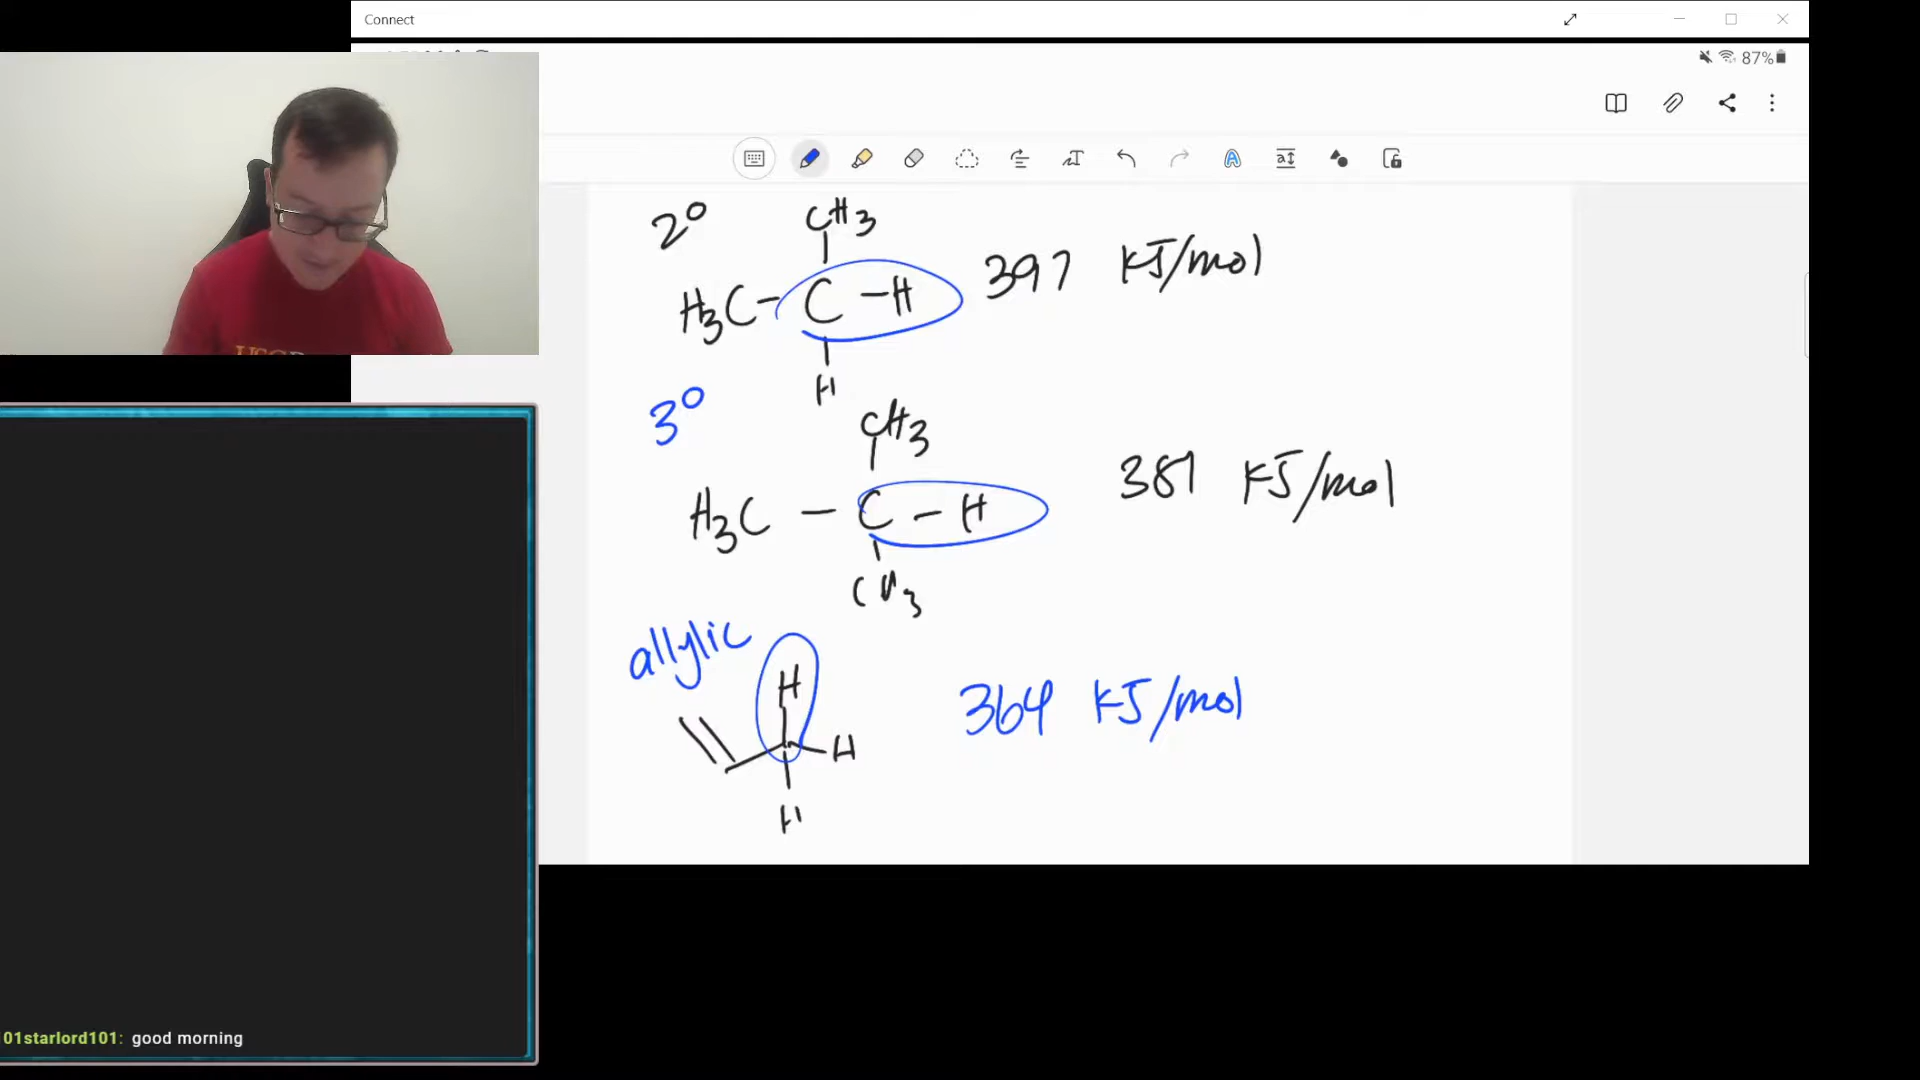 Connect
87%
2° CH3
H3C - C - H 397 KJ/mol
H
3°
CH3
H3C - C - H 381 KJ/mol
CH3
allylic
H
364 KJ/mol
H
H
01starlord101: good morning